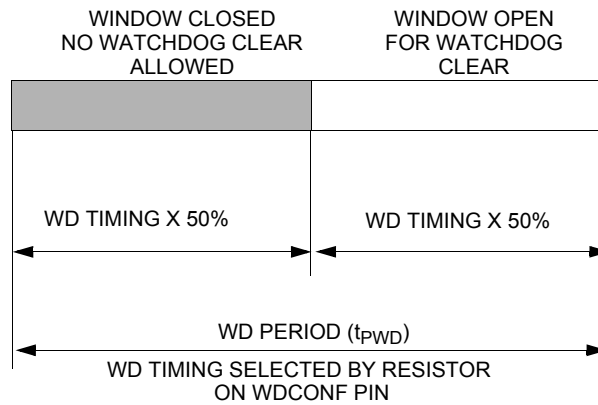 WINDOW CLOSED
NO WATCHDOG CLEAR
ALLOWED
WINDOW OPEN
FOR WATCHDOG
CLEAR
WD TIMING X 50%
WD TIMING X 50%
WD PERIOD (tPWD)
WD TIMING SELECTED BY RESISTOR
ON WDCONF PIN